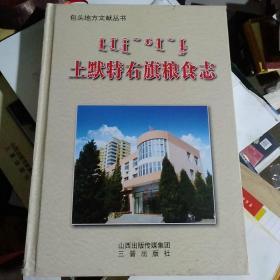 包头地方文献丛书
土默特右旗粮食志
山西出版传媒集团
三晋出版社